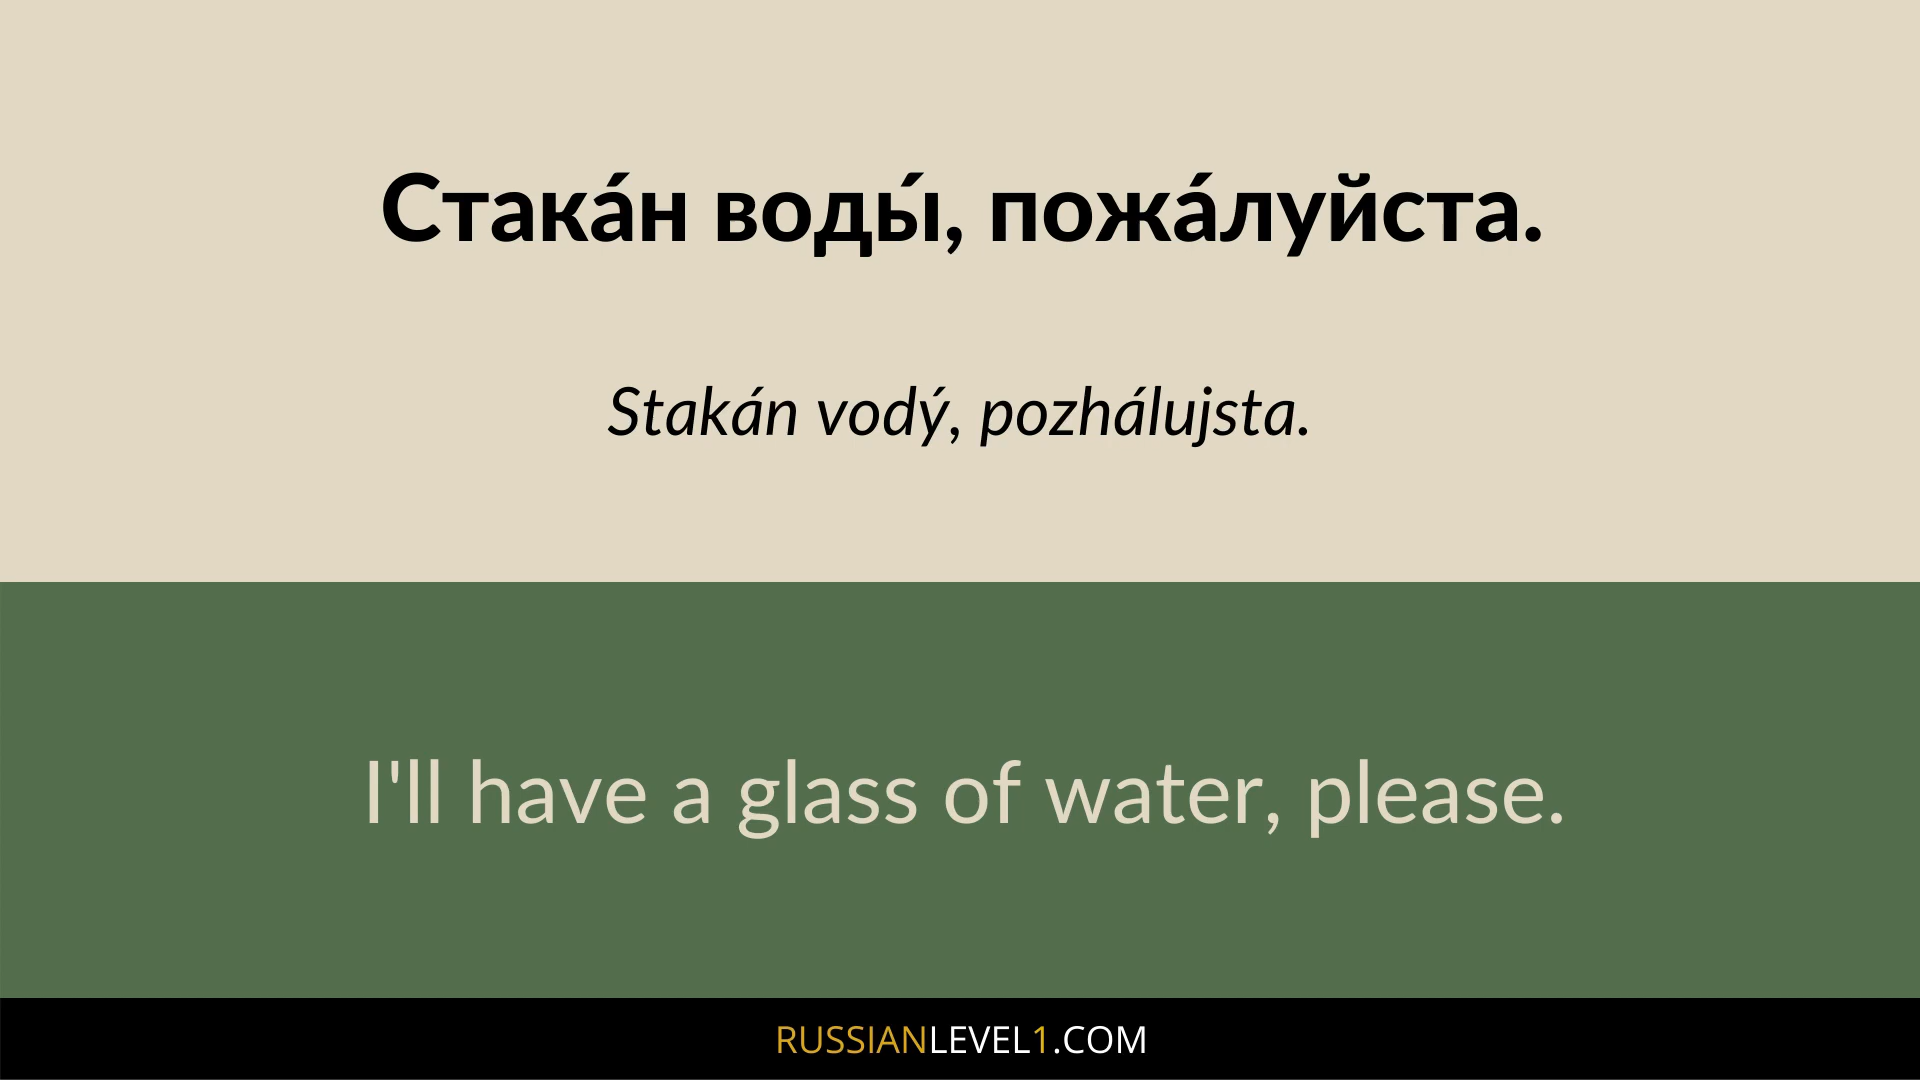 Стака́н воды́, пожа́луйста.
Stakán vodý, pozhálujsta.
I'll have a glass of water, please.
RUSSIANLEVEL1.COM